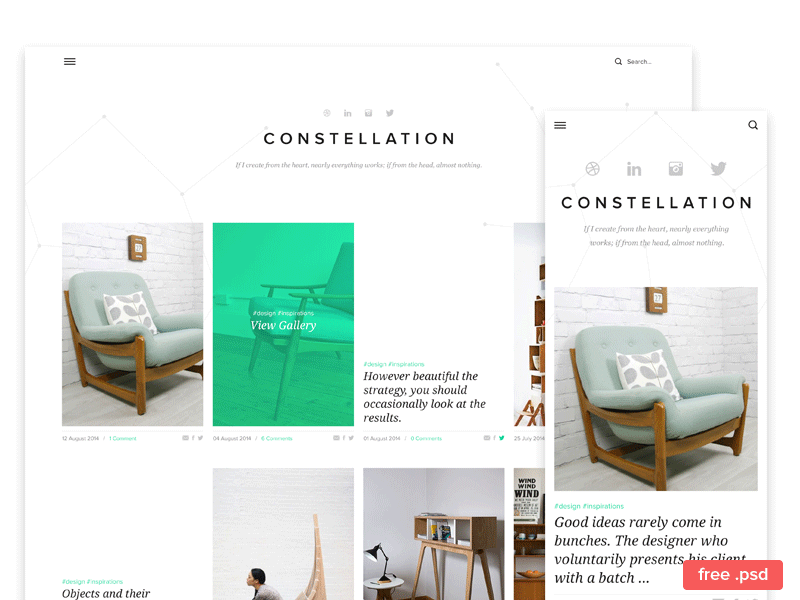 Search...
CONSTELLATION
If I create from the heart, nearly everything works; if from the head, almost nothing.
27
#design #inspirations
View Gallery
#design #inspirations
However beautiful the
strategy, you should
occasionally look at the
results.
12 August 2014 / 1 Comment
04 August 2014 / 6 Comments
01 August 2014 / 0 Comments
25 July 2014
#design #inspirations
Objects and their
WIND
WIND
WIND
CONSTELLATION
If I create from the heart, nearly everything
works; if from the head, almost nothing.
27
#design #inspirations
Good ideas rarely come in
bunches. The designer who
voluntarily presents his client
with a batch ...
free .psd